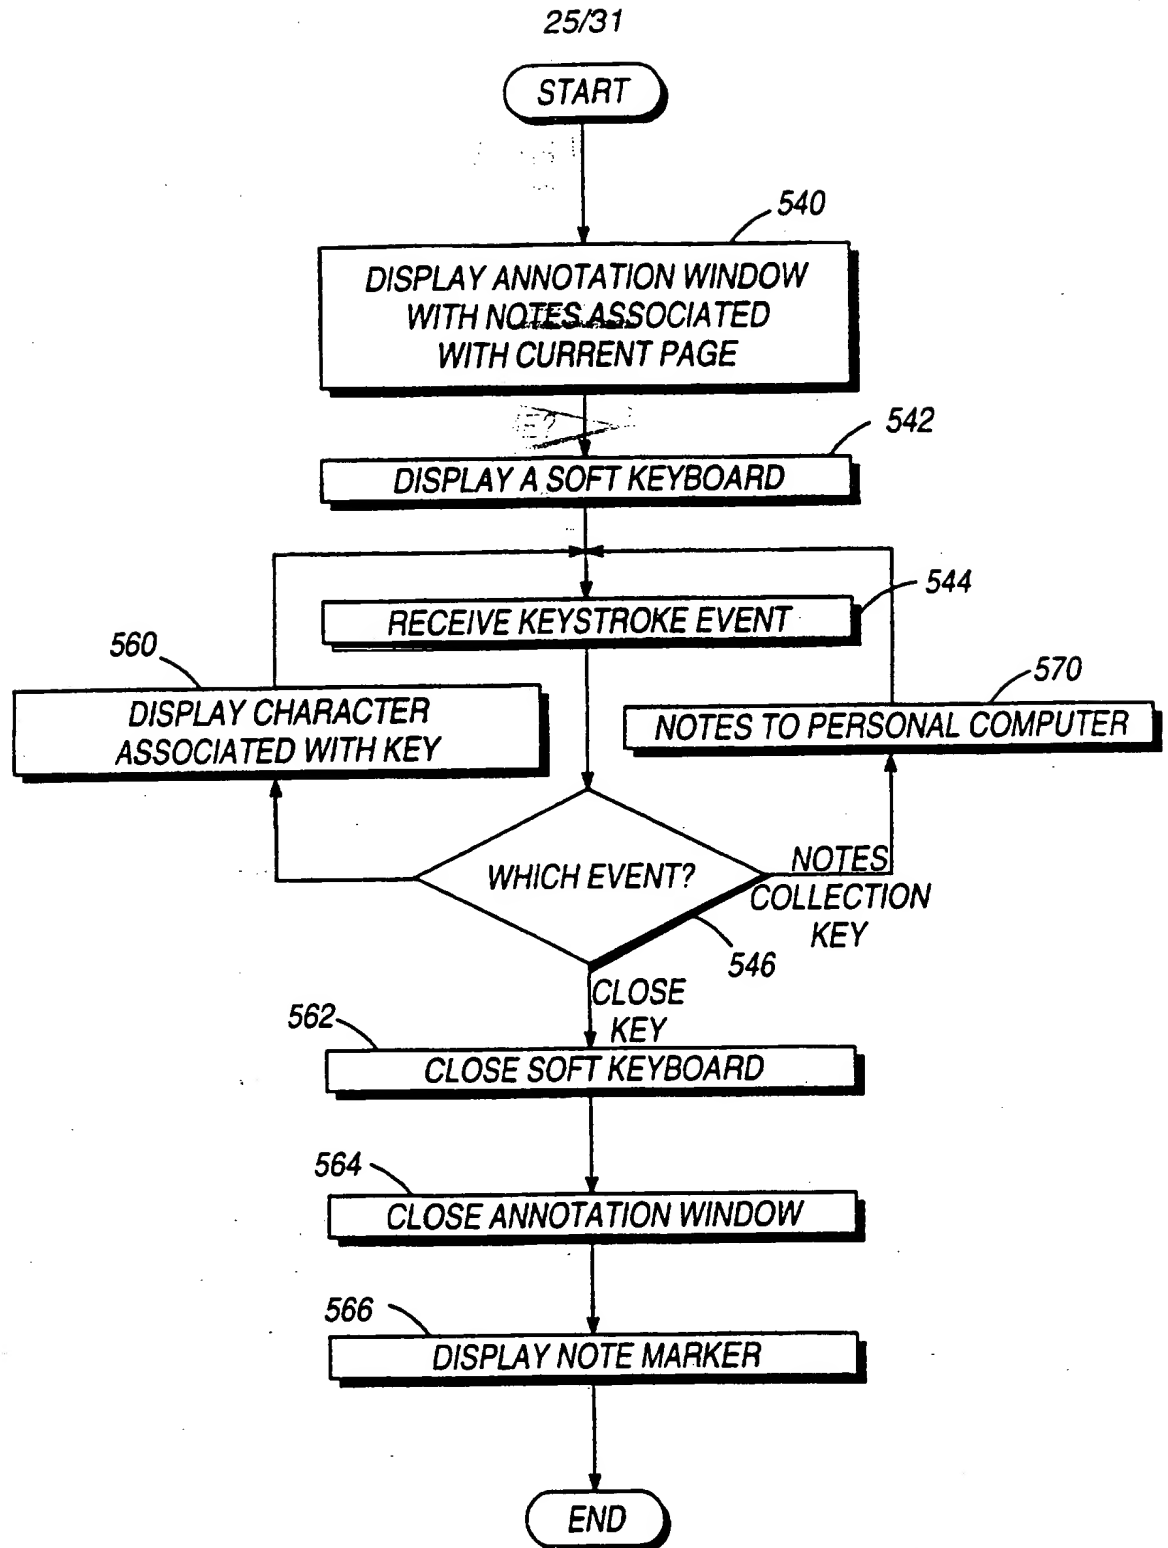 25/31
START
540
DISPLAY ANNOTATION WINDOW
WITH NOTES ASSOCIATED
WITH CURRENT PAGE
542
DISPLAY A SOFT KEYBOARD
544
RECEIVE KEYSTROKE EVENT
560
DISPLAY CHARACTER
ASSOCIATED WITH KEY
570
NOTES TO PERSONAL COMPUTER
WHICH EVENT?
NOTES
COLLECTION
KEY
546
CLOSE
KEY
562
CLOSE SOFT KEYBOARD
564
CLOSE ANNOTATION WINDOW
566
DISPLAY NOTE MARKER
END